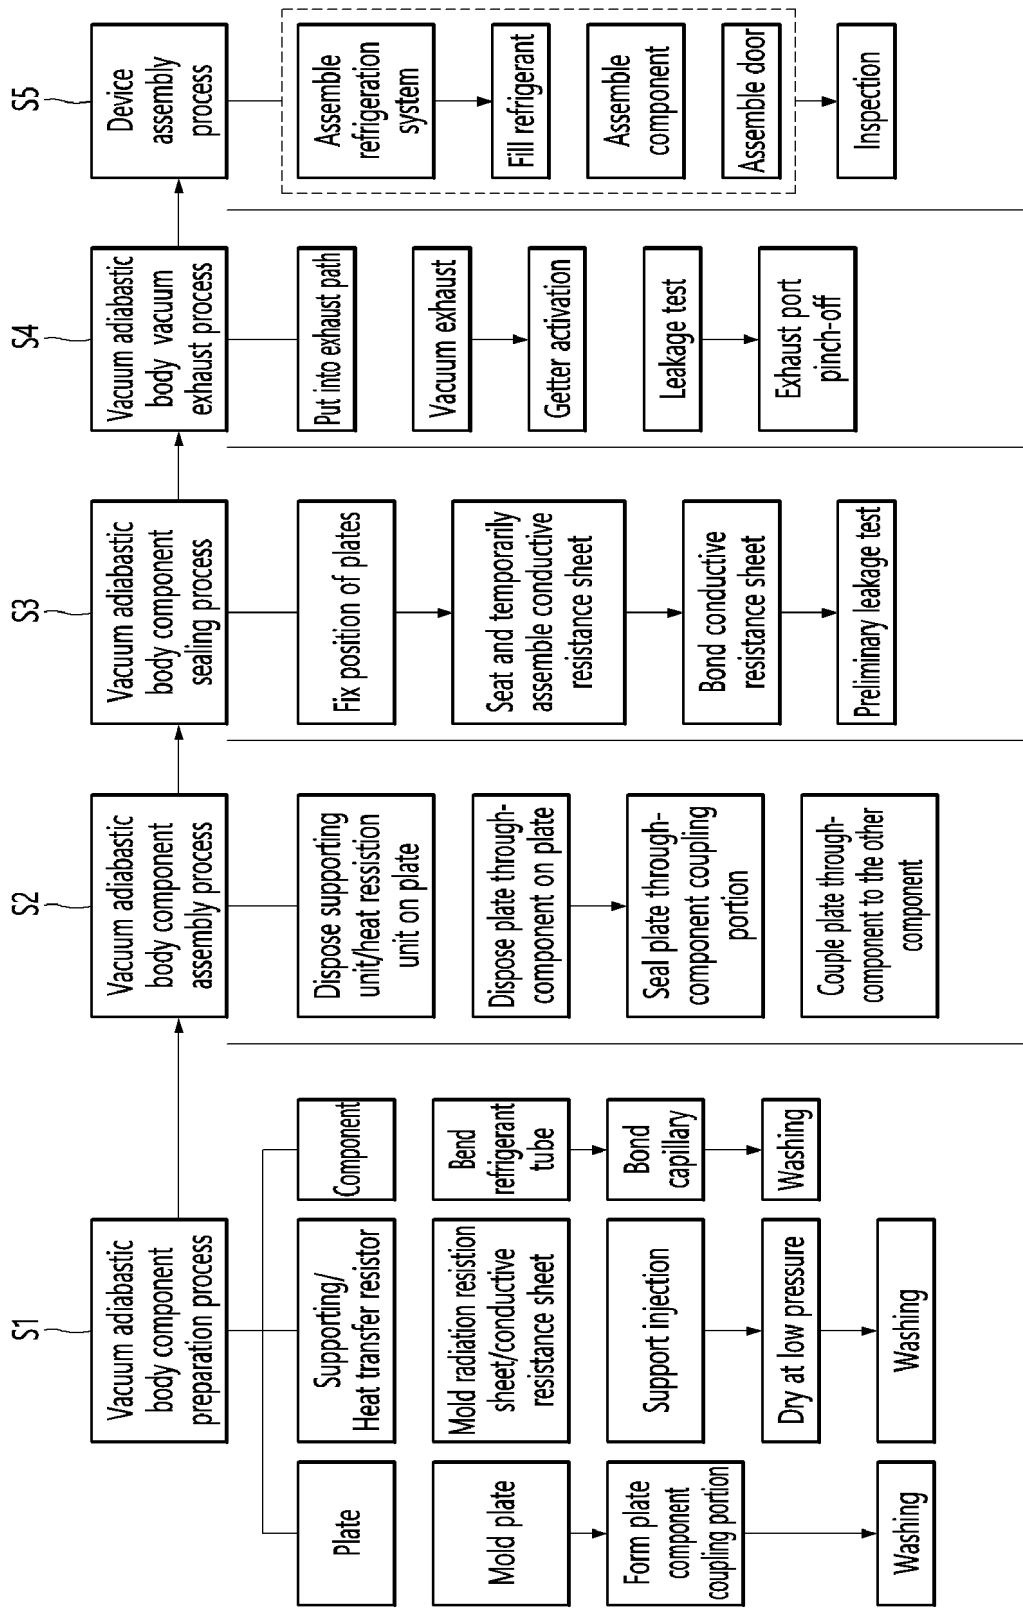 S1
Vacuum adiabastic
body component
preparation process
Plate
Mold plate
Form plate
component
coupling portion
Washing
Supporting/
Heat transfer resistor
Mold radiation resistion
sheet/conductive
resistance sheet
Support injection
Dry at low pressure
Washing
Component
Bend
refrigerant
tube
Bond
capillary
Washing
S2
Vacuum adiabastic
body component
assembly process
Dispose supporting
unit/heat ressistion
unit on plate
Dispose plate through-
component on plate
Seal plate through-
component coupling
portion
Couple plate through-
component to the other
component
S3
Vacuum adiabastic
body component
sealing process
Fix position of plates
Seat and temporarily
assemble conductive
resistance sheet
Bond conductive
resistance sheet
Preliminary leakage test
S4
Vacuum adiabastic
body vacuum
exhaust process
Put into exhaust path
Vacuum exhaust
Getter activation
Leakage test
Exhaust port
pinch-off
S5
Device
assembly
process
Assemble
refrigeration
system
Fill refrigerant
Assemble
component
Assemble door
Inspection